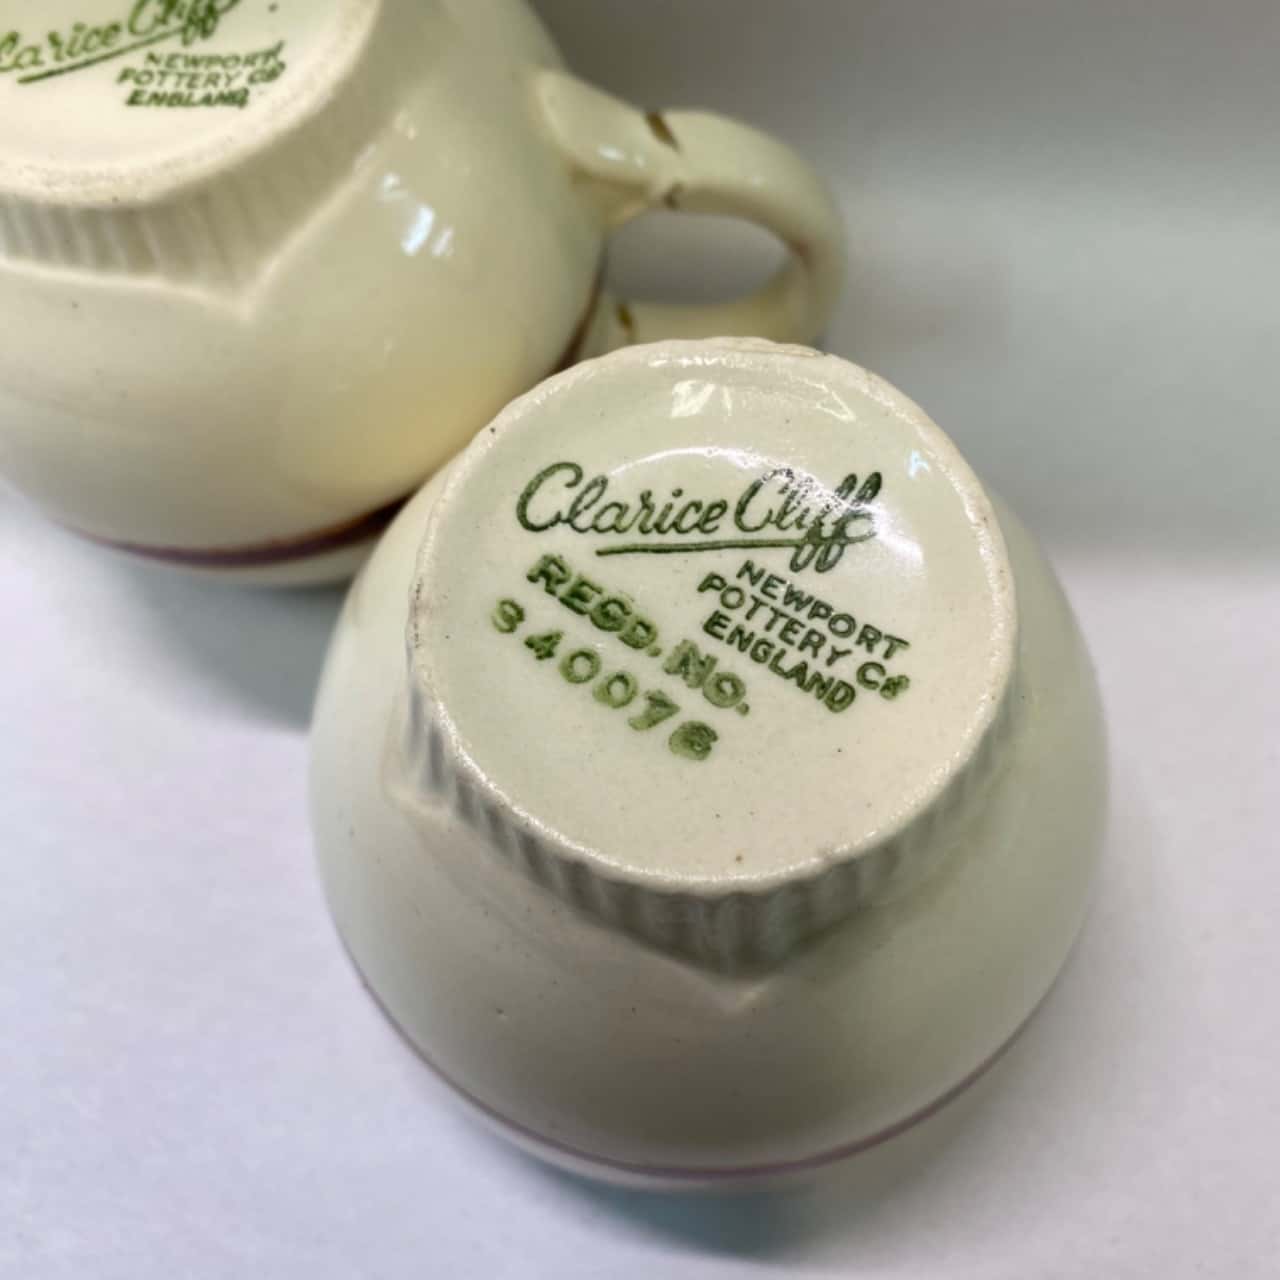 Clarice Cliff
NEWPORT
POTTERY Co
ENGLAND
Clarice Cliff
NEWPORT
POTTERY Co
ENGLAND
REGD. No.
840076